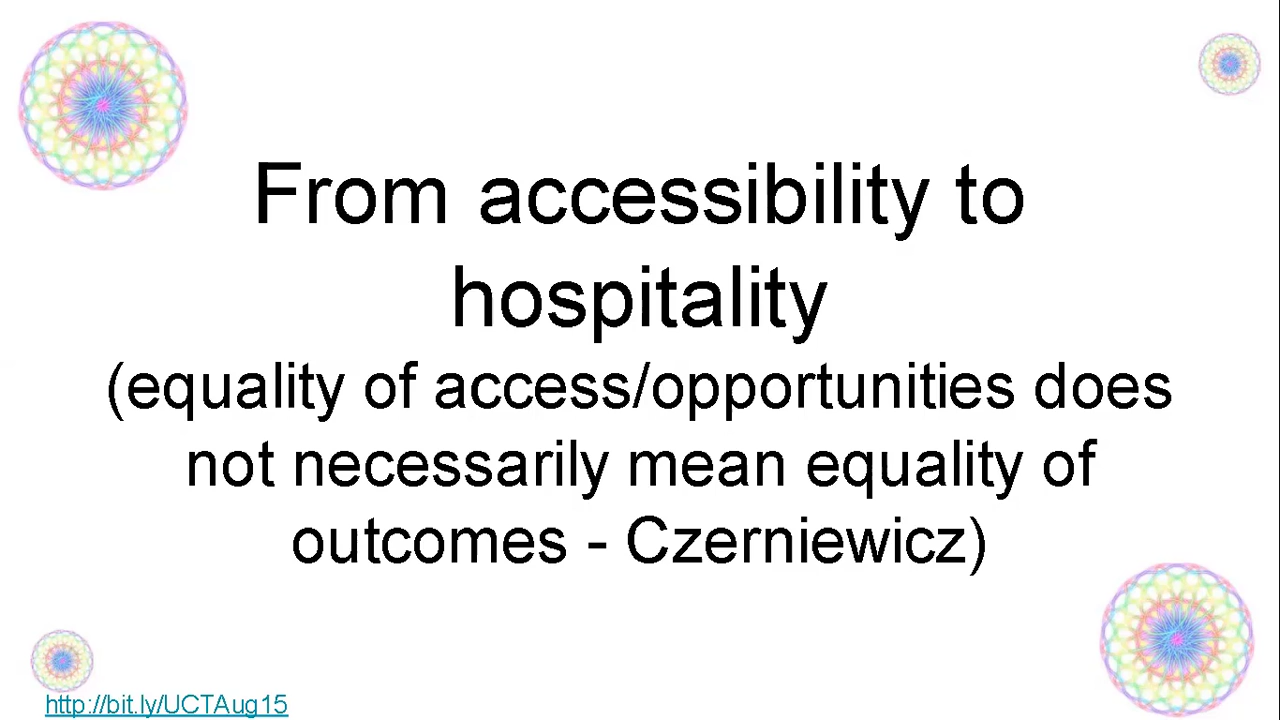 From accessibility to
hospitality
(equality of access/opportunities does
not necessarily mean equality of
outcomes - Czerniewicz)
http://bit.ly/UCTAug15